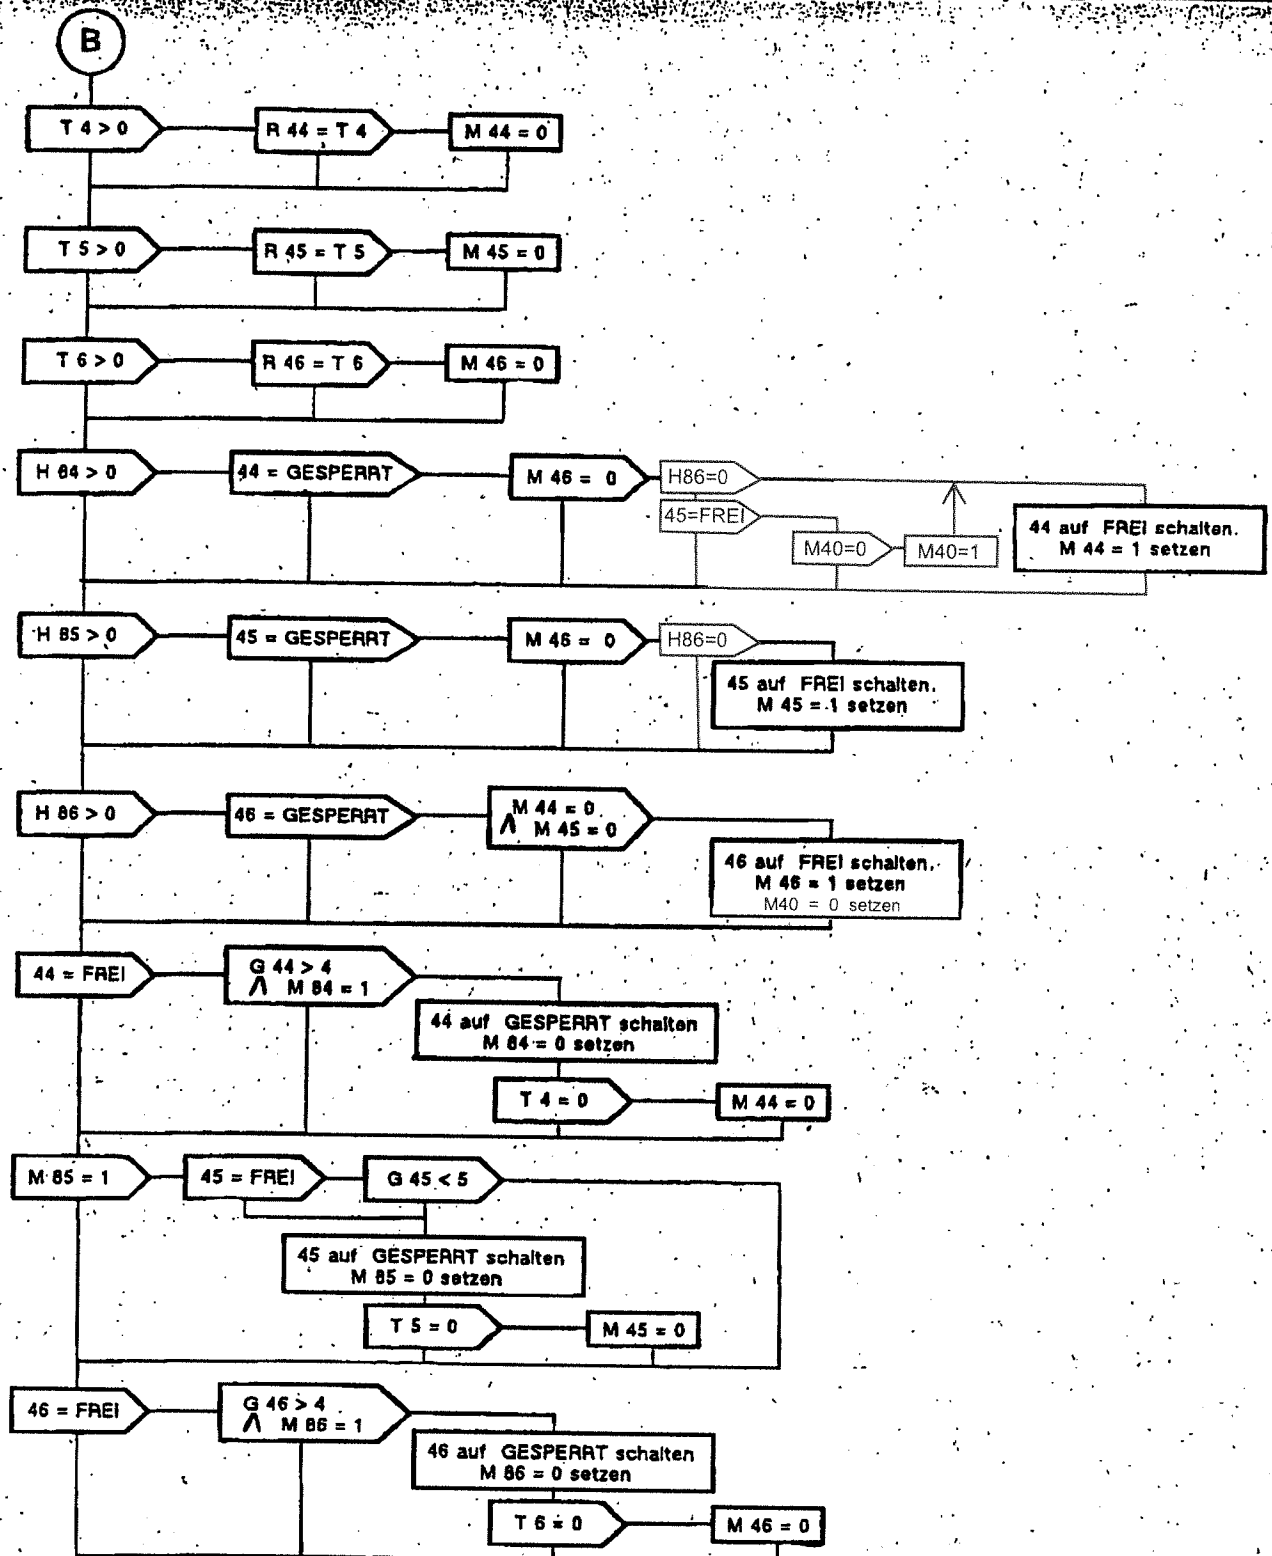 B
T 4 > 0
R 44 = T 4
M 44 = 0
T 5 > 0
R 45 = T 5
M 45 = 0
T 6 > 0
R 46 = T 6
M 46 = 0
H 84 > 0
44 = GESPERRT
M 46 = 0
H86=0
45=FREI
M40=0
M40=1
44 auf FREI schalten.
M 44 = 1 setzen
H 85 > 0
45 = GESPERRT
M 46 = 0
H86=0
45 auf FREI schalten.
M 45 = 1 setzen
H 86 > 0
46 = GESPERRT
M 44 = 0
Λ M 45 = 0
46 auf FREI schalten.
M 46 = 1 setzen
M40 = 0 setzen
44 = FREI
G 44 > 4
Λ M 84 = 1
44 auf GESPERRT schalten
M 84 = 0 setzen
T 4 = 0
M 44 = 0
M 85 = 1
45 = FREI
G 45 < 5
45 auf GESPERRT schalten
M 85 = 0 setzen
T 5 = 0
M 45 = 0
46 = FREI
G 46 > 4
Λ M 86 = 1
46 auf GESPERRT schalten
M 86 = 0 setzen
T 6 = 0
M 46 = 0